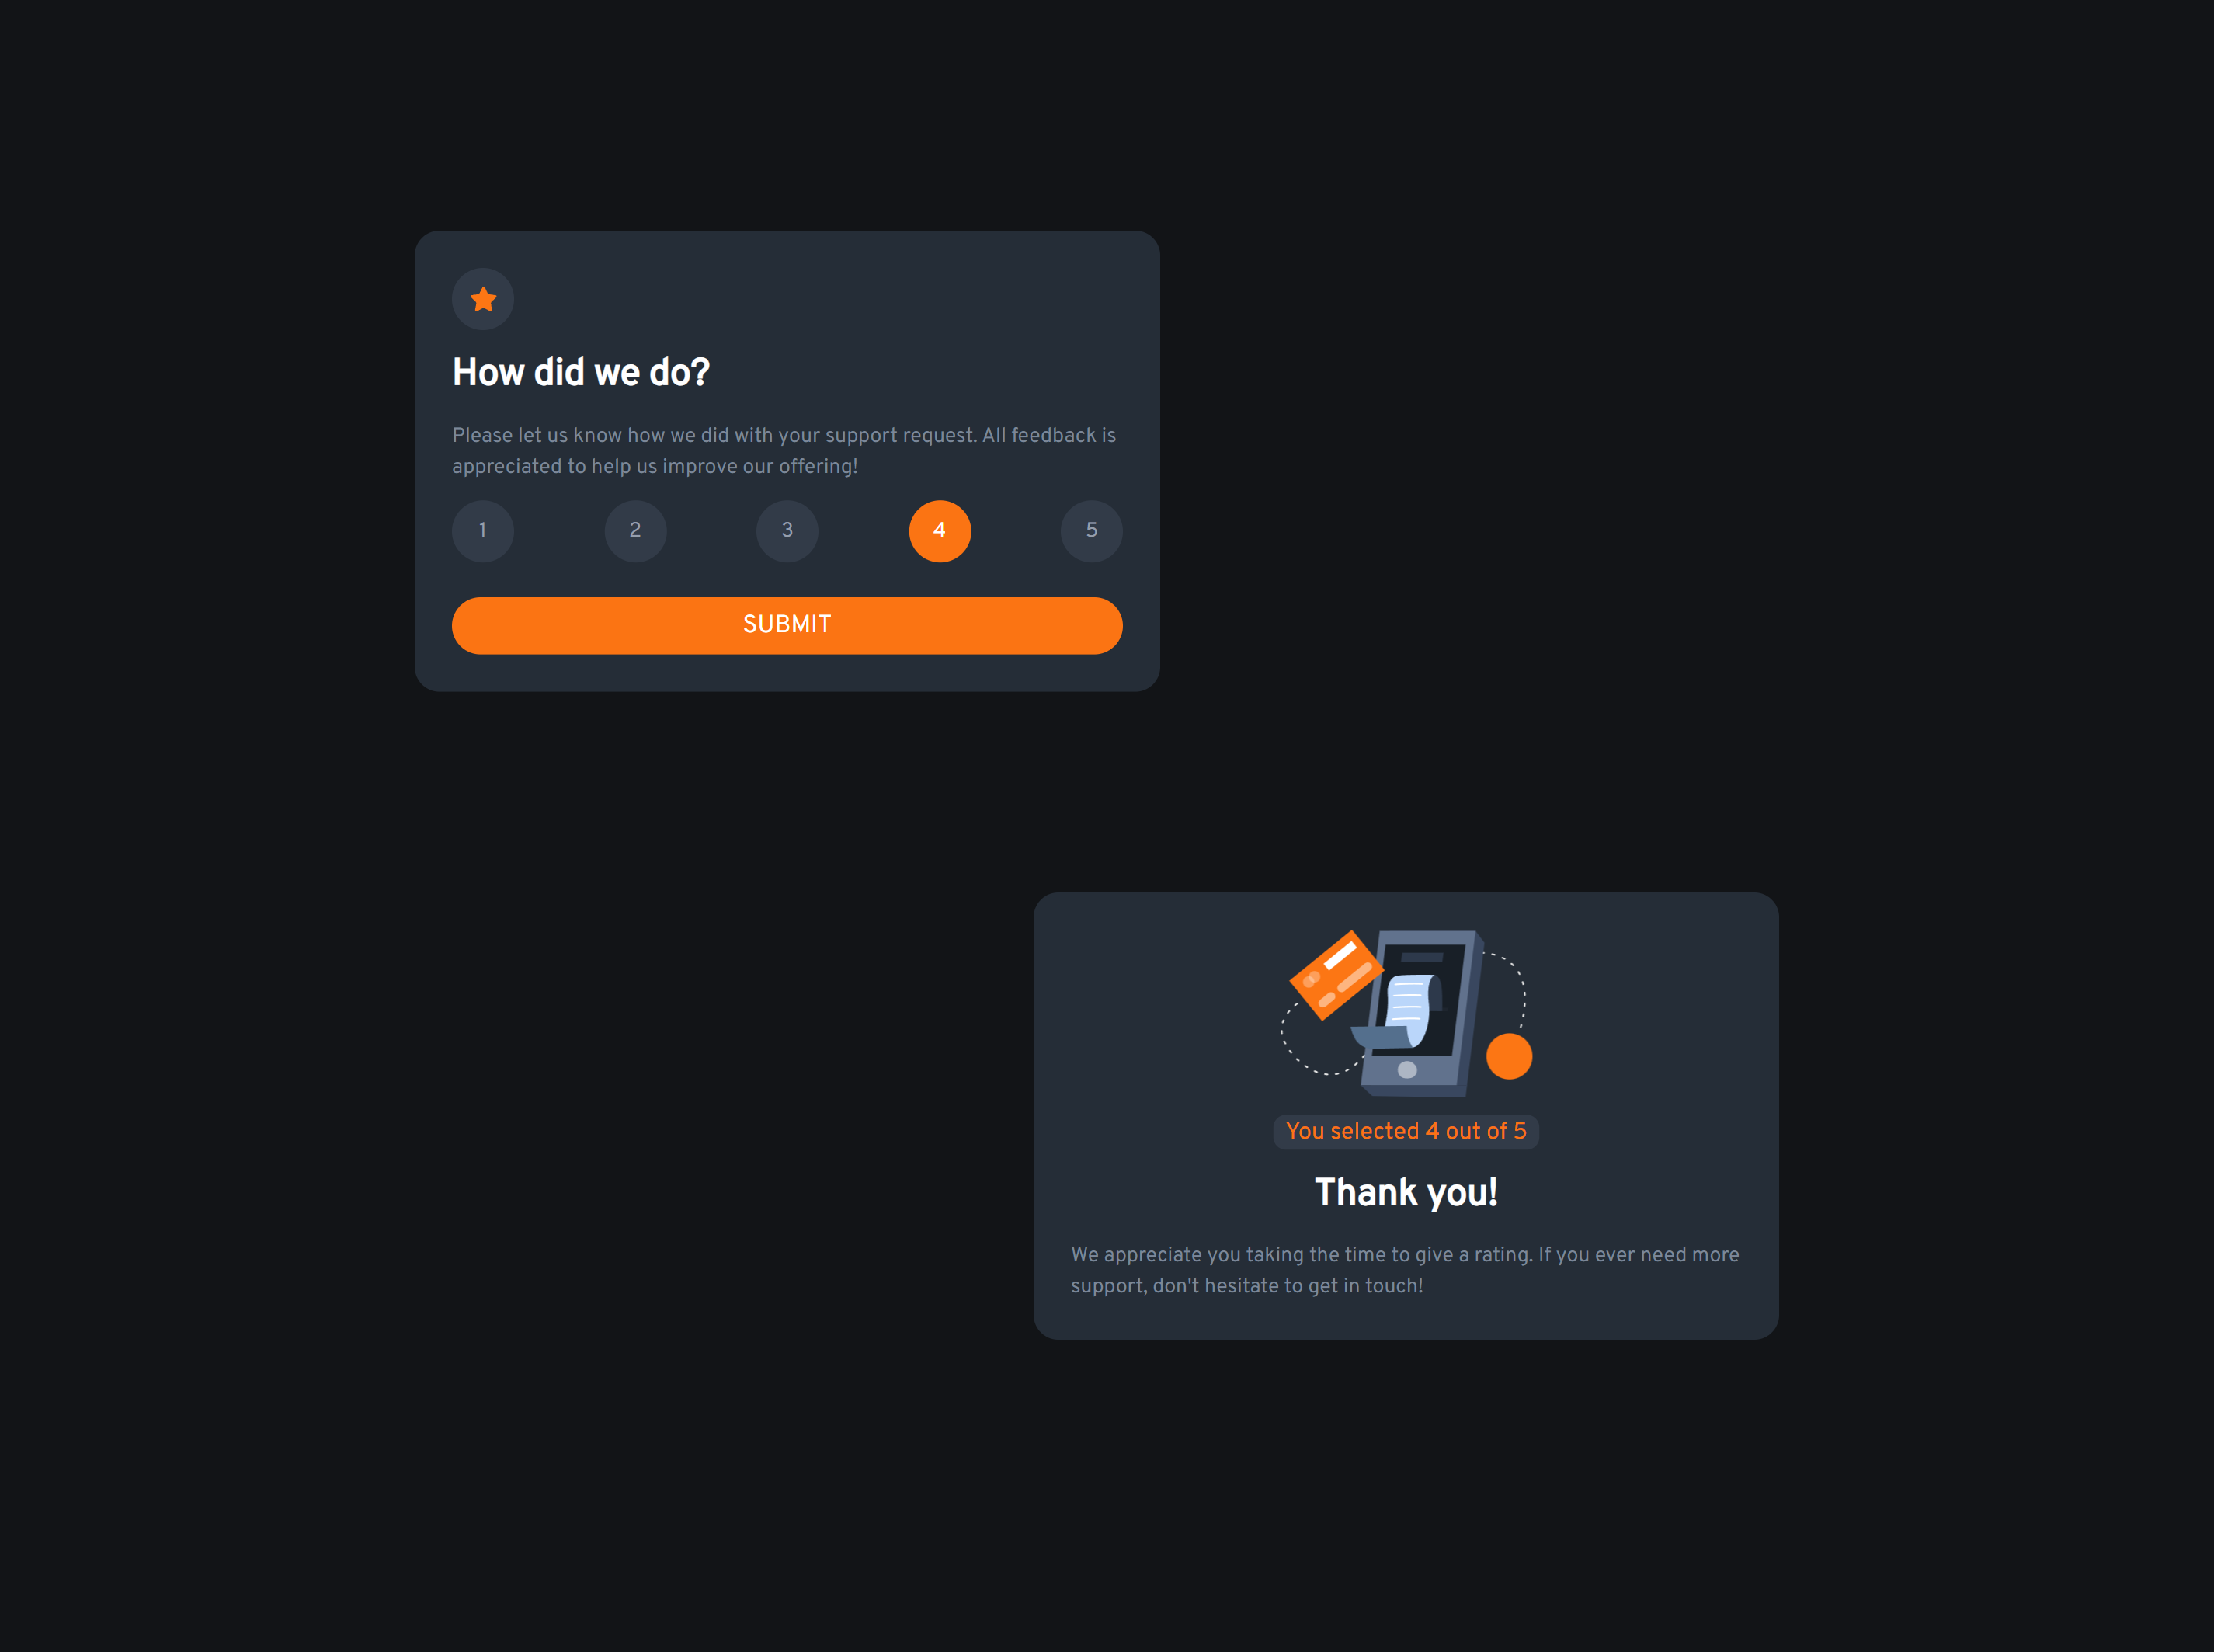 How did we do?
Please let us know how we did with your support request. All feedback is
appreciated to help us improve our offering!
1 2 3 4 5
SUBMIT
You selected 4 out of 5
Thank you!
We appreciate you taking the time to give a rating. If you ever need more
support, don't hesitate to get in touch!